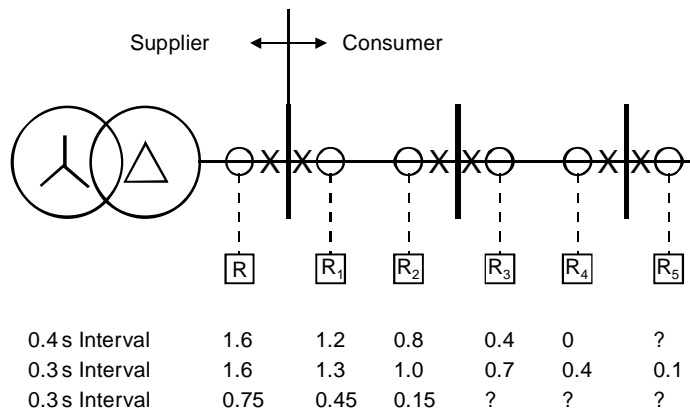 Supplier Consumer
X X X X X X
R R1 R2 R3 R4 R5
0.4 s Interval 1.6 1.2 0.8 0.4 0 ?
0.3 s Interval 1.6 1.3 1.0 0.7 0.4 0.1
0.3 s Interval 0.75 0.45 0.15 ? ? ?